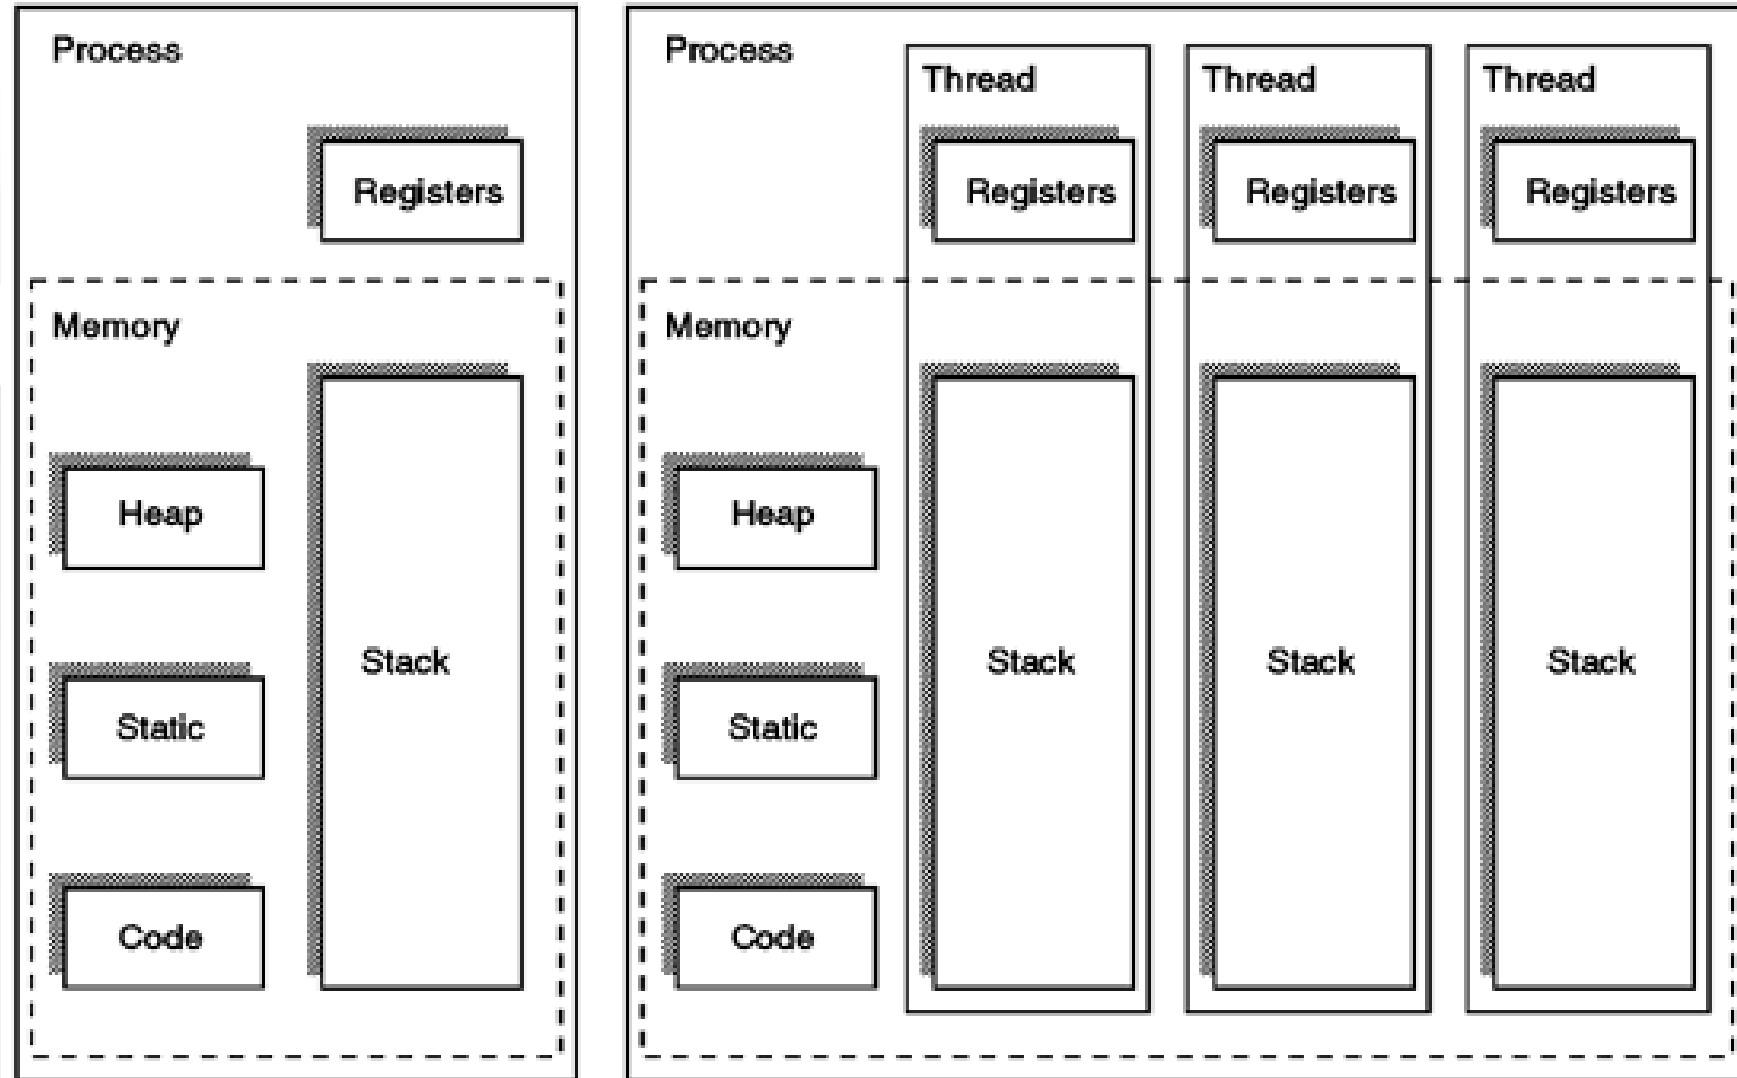 Process
Registers
Memory
Heap
Stack
Static
Code
Process
Thread
Thread
Thread
Registers
Registers
Registers
Memory
Heap
Stack
Stack
Stack
Static
Code